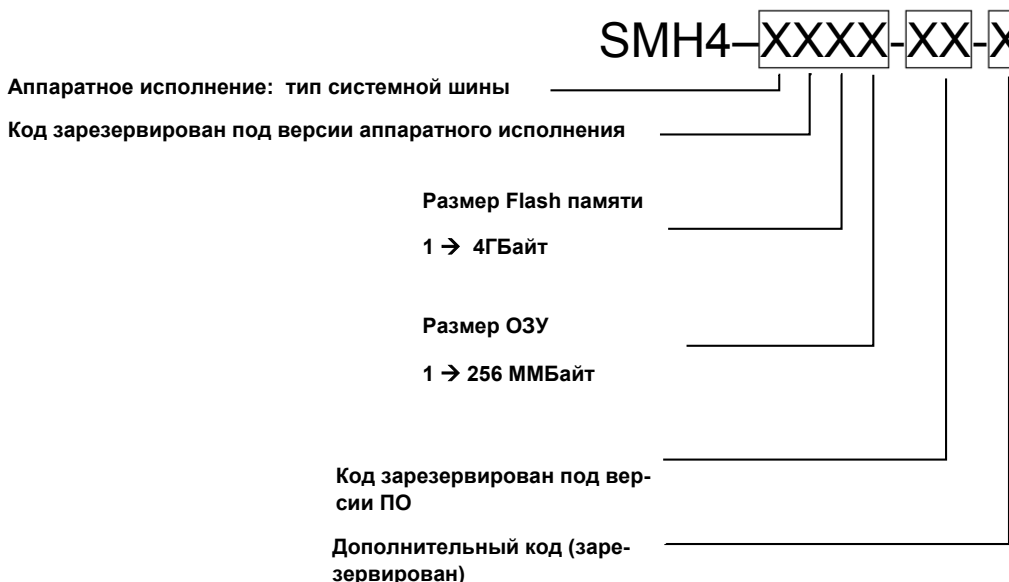 SMH4–XXXX-XX-X
Аппаратное исполнение: тип системной шины
Код зарезервирован под версии аппаратного исполнения
Размер Flash памяти
1 → 4ГБайт
Размер ОЗУ
1 → 256 ММБайт
Код зарезервирован под вер-
сии ПО
Дополнительный код (заре-
зервирован)